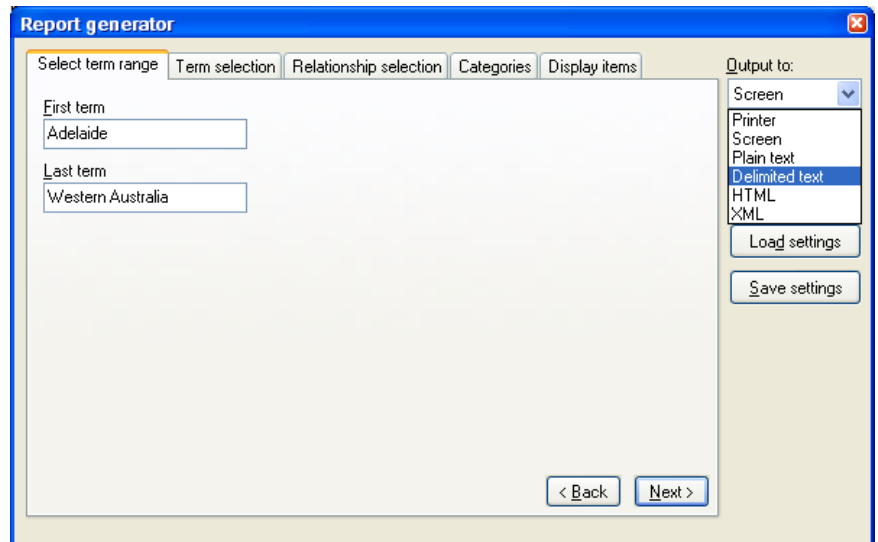 Report generator
Select term range
Term selection
Relationship selection
Categories
Display items
First term
Adelaide
Last term
Western Australia
< Back
Next >
Output to:
Screen
Printer
Screen
Plain text
Delimited text
HTML
XML
Load settings
Save settings